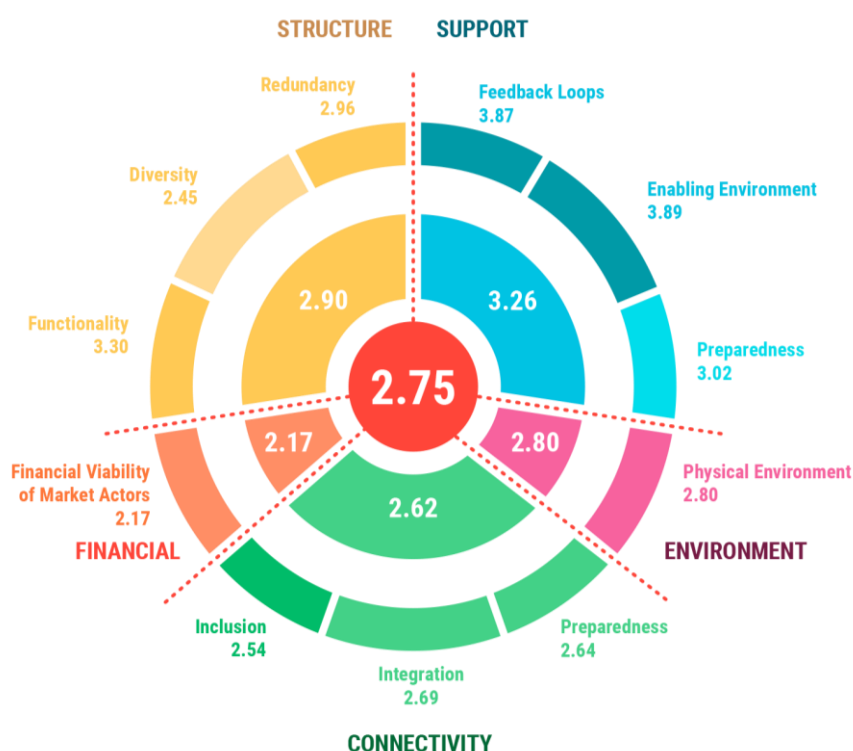 STRUCTURE
SUPPORT
Redundancy
2.96
Feedback Loops
3.87
Diversity
2.45
Enabling Environment
3.89
2.90
3.26
Functionality
3.30
Preparedness
3.02
2.75
2.17
2.80
Financial Viability
of Market Actors
2.17
Physical Environment
2.80
2.62
FINANCIAL
ENVIRONMENT
Inclusion
2.54
Preparedness
2.64
Integration
2.69
CONNECTIVITY